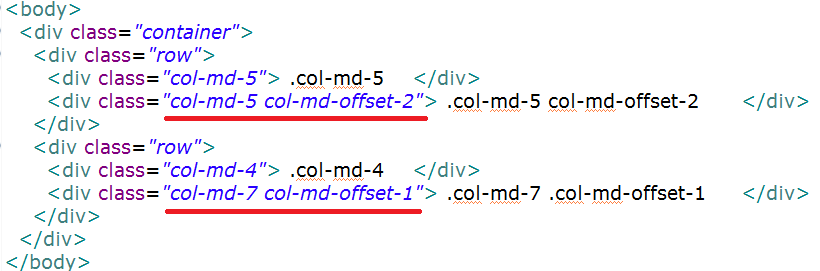 <body>
<div class="container">
<div class="row">
<div class="col-md-5"> .col-md-5 </div>
<div class="col-md-5 col-md-offset-2"> .col-md-5 col-md-offset-2 </div>
</div>
<div class="row">
<div class="col-md-4"> .col-md-4 </div>
<div class="col-md-7 col-md-offset-1"> .col-md-7 .col-md-offset-1 </div>
</div>
</div>
</body>